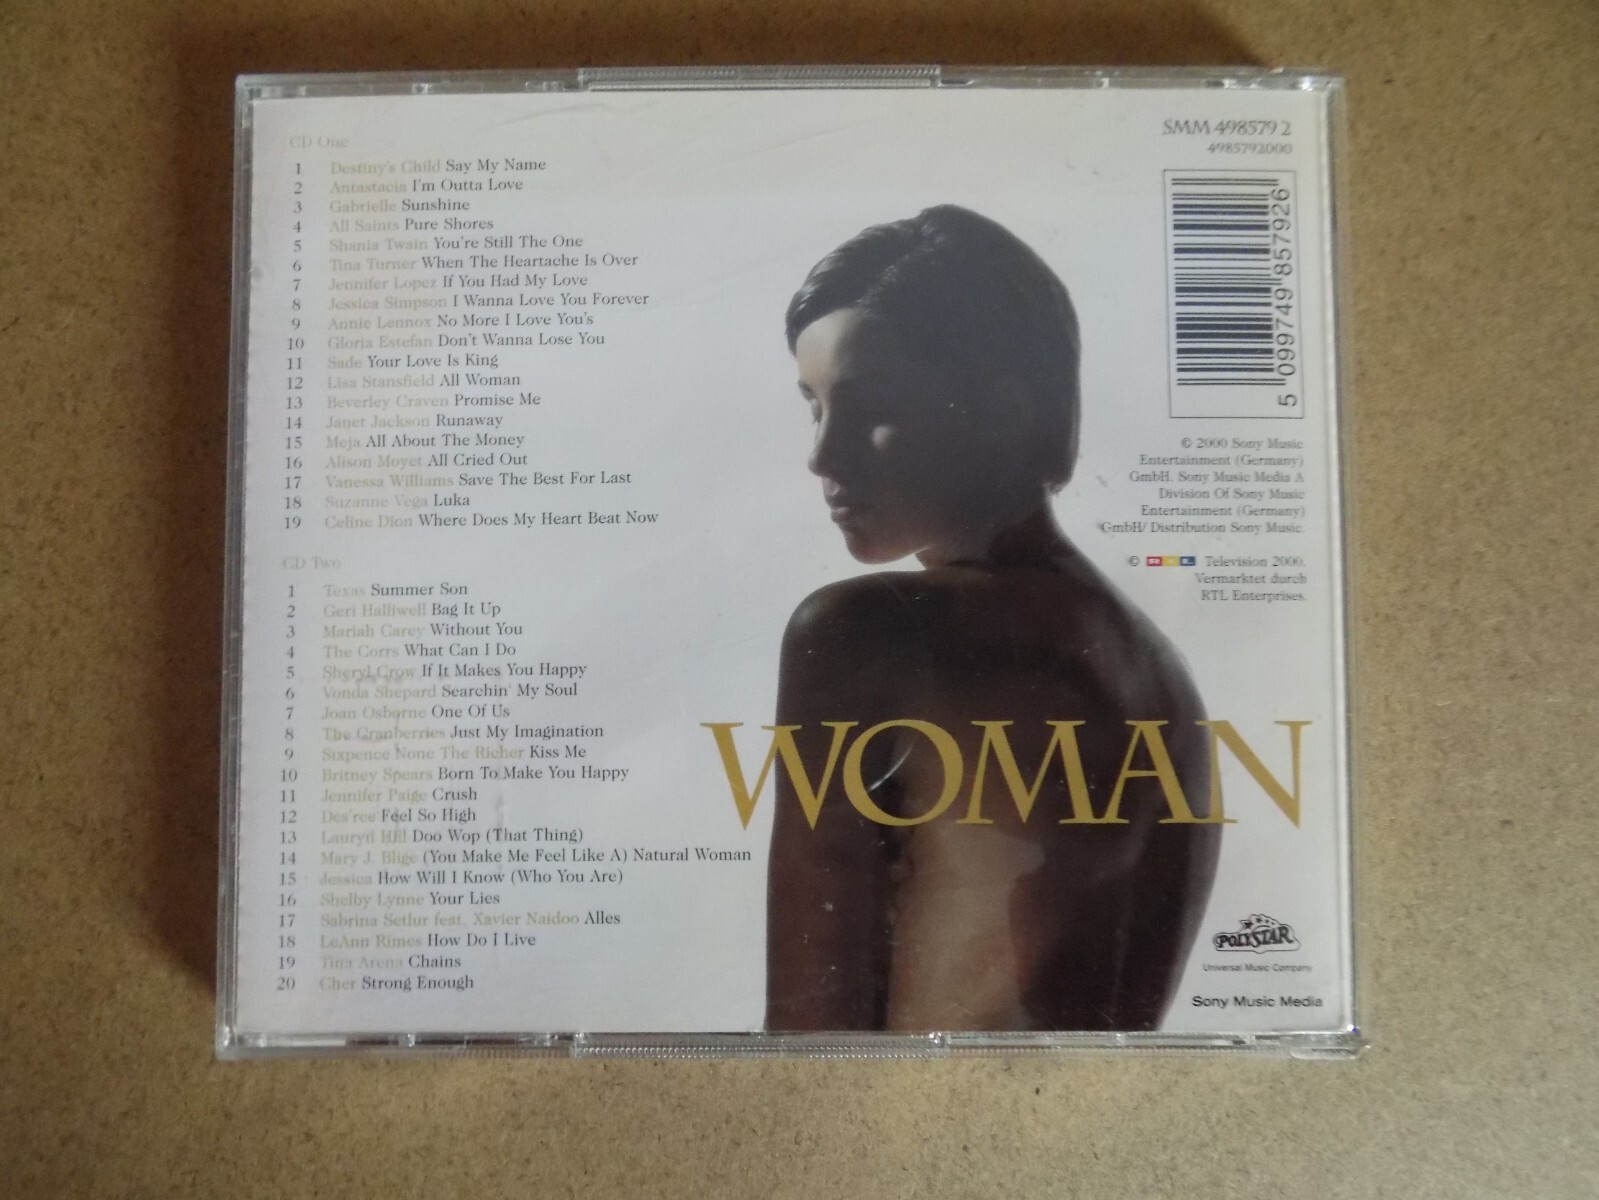 CD One
1 Destiny's Child Say My Name
2 Antastacia I'm Outta Love
3 Gabrielle Sunshine
4 All Saints Pure Shores
5 Shania Twain You're Still The One
6 Tina Turner When The Heartache Is Over
7 Jennifer Lopez If You Had My Love
8 Jessica Simpson I Wanna Love You Forever
9 Annie Lennox No More I Love You's
10 Gloria Estefan Don't Wanna Lose You
11 Sade Your Love Is King
12 Lisa Stansfield All Woman
13 Beverley Craven Promise Me
14 Janet Jackson Runaway
15 Meja All About The Money
16 Alison Moyet All Cried Out
17 Vanessa Williams Save The Best For Last
18 Suzanne Vega Luka
19 Celine Dion Where Does My Heart Beat Now
CD Two
1 Texas Summer Son
2 Geri Halliwell Bag It Up
3 Mariah Carey Without You
4 The Corrs What Can I Do
5 Sheryl Crow If It Makes You Happy
6 Vonda Shepard Searchin' My Soul
7 Joan Osborne One Of Us
8 The Cranberries Just My Imagination
9 Sixpence None The Richer Kiss Me
10 Britney Spears Born To Make You Happy
11 Jennifer Paige Crush
12 Des'ree Feel So High
13 Lauryn Hill Doo Wop (That Thing)
14 Mary J. Blige (You Make Me Feel Like A) Natural Woman
15 Jessica How Will I Know (Who You Are)
16 Shelby Lynne Your Lies
17 Sabrina Setlur feat. Xavier Naidoo Alles
18 LeAnn Rimes How Do I Live
19 Tina Arena Chains
20 Cher Strong Enough
SMM 498579 2
4985792000
5 099749 857926
© 2000 Sony Music
Entertainment (Germany)
GmbH. Sony Music Media A
Division Of Sony Music
Entertainment (Germany)
GmbH/ Distribution Sony Music.
© RTL Television 2000.
Vermarktet durch
RTL Enterprises.
WOMAN
POLYSTAR
Universal Music Company
Sony Music Media